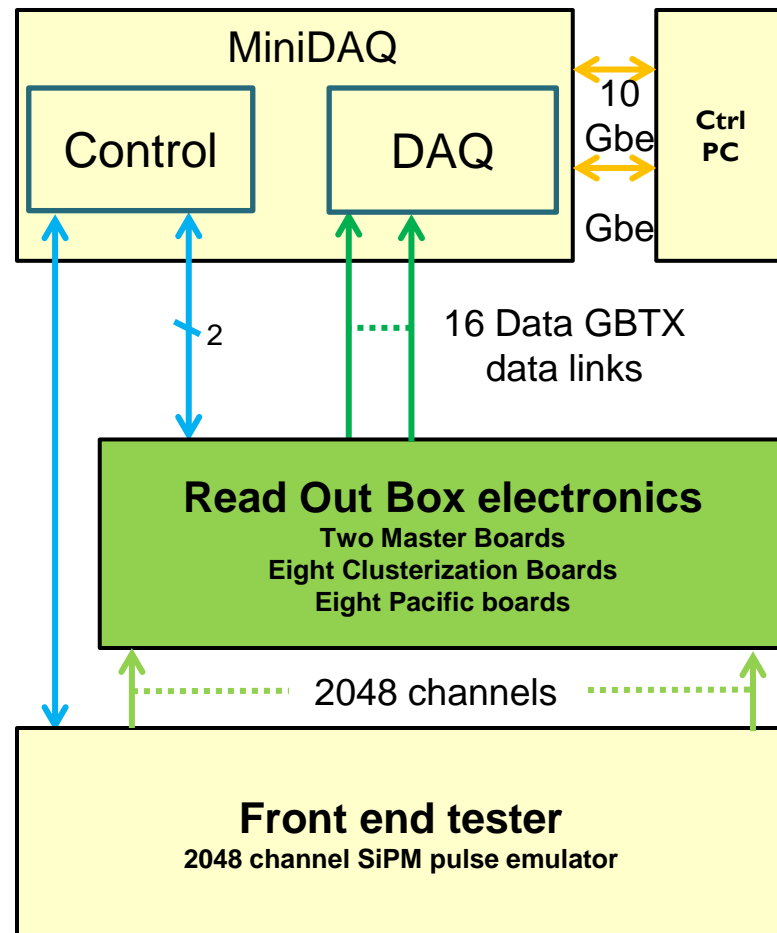 MiniDAQ
Control
DAQ
10
Gbe
Gbe
Ctrl
PC
2
16 Data GBTX
data links
Read Out Box electronics
Two Master Boards
Eight Clusterization Boards
Eight Pacific boards
2048 channels
Front end tester
2048 channel SiPM pulse emulator